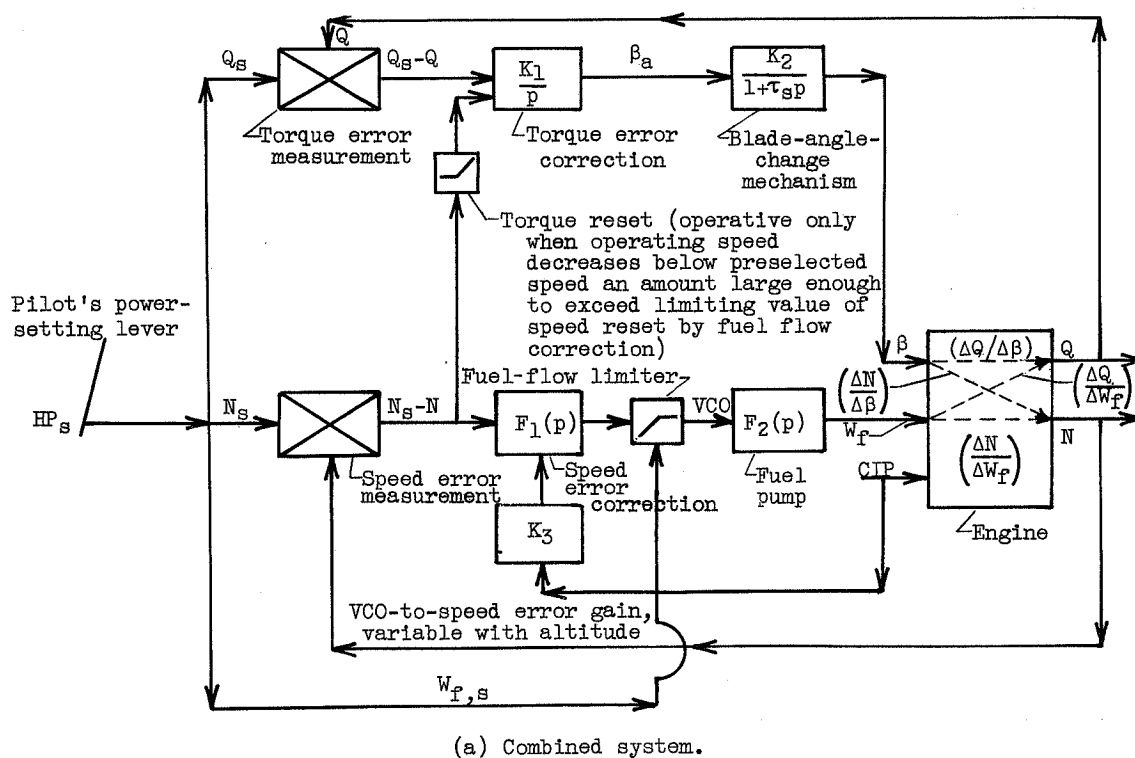 Q
Qs
Qs-Q
K1
p
βa
K2
1+τsp
Torque error
measurement
Torque error
correction
Blade-angle-
change
mechanism
Torque reset (operative only
when operating speed
decreases below preselected
speed an amount large enough
to exceed limiting value of
speed reset by fuel flow
correction)
Pilot's power-
setting lever
HPs
Ns
Ns-N
F1(p)
Fuel-flow limiter
VCO
F2(p)
β
(ΔQ/Δβ)
Q
(ΔN/Δβ)
(ΔQ/ΔWf)
Wf
N
(ΔN/ΔWf)
CIP
Speed error
measurement
Speed
error
correction
Fuel
pump
Engine
K3
VCO-to-speed error gain,
variable with altitude
Wf,s
(a) Combined system.